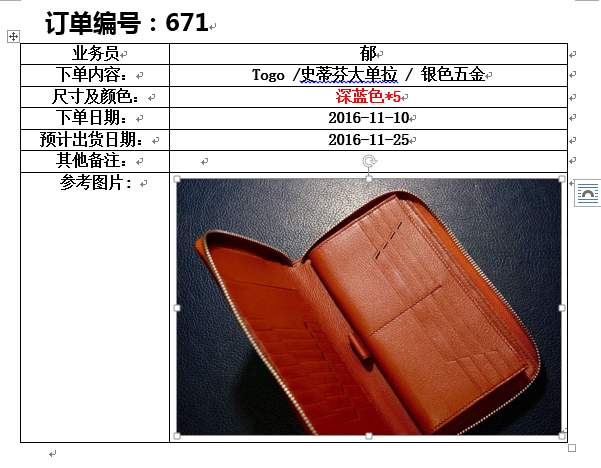 订单编号：671
业务员 郁
下单内容： Togo /史蒂芬大单拉 / 银色五金
尺寸及颜色： 深蓝色*5
下单日期： 2016-11-10
预计出货日期： 2016-11-25
其他备注：
参考图片：